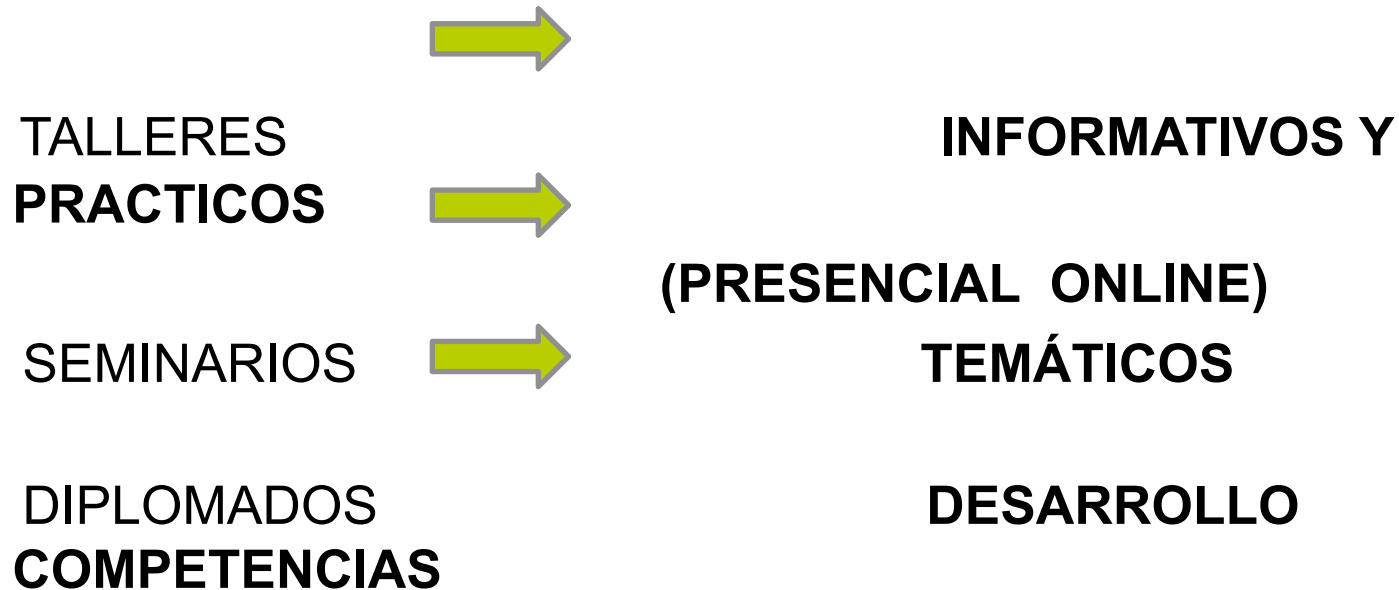 TALLERES INFORMATIVOS Y
PRACTICOS
(PRESENCIAL ONLINE)
SEMINARIOS TEMÁTICOS
DIPLOMADOS DESARROLLO
COMPETENCIAS